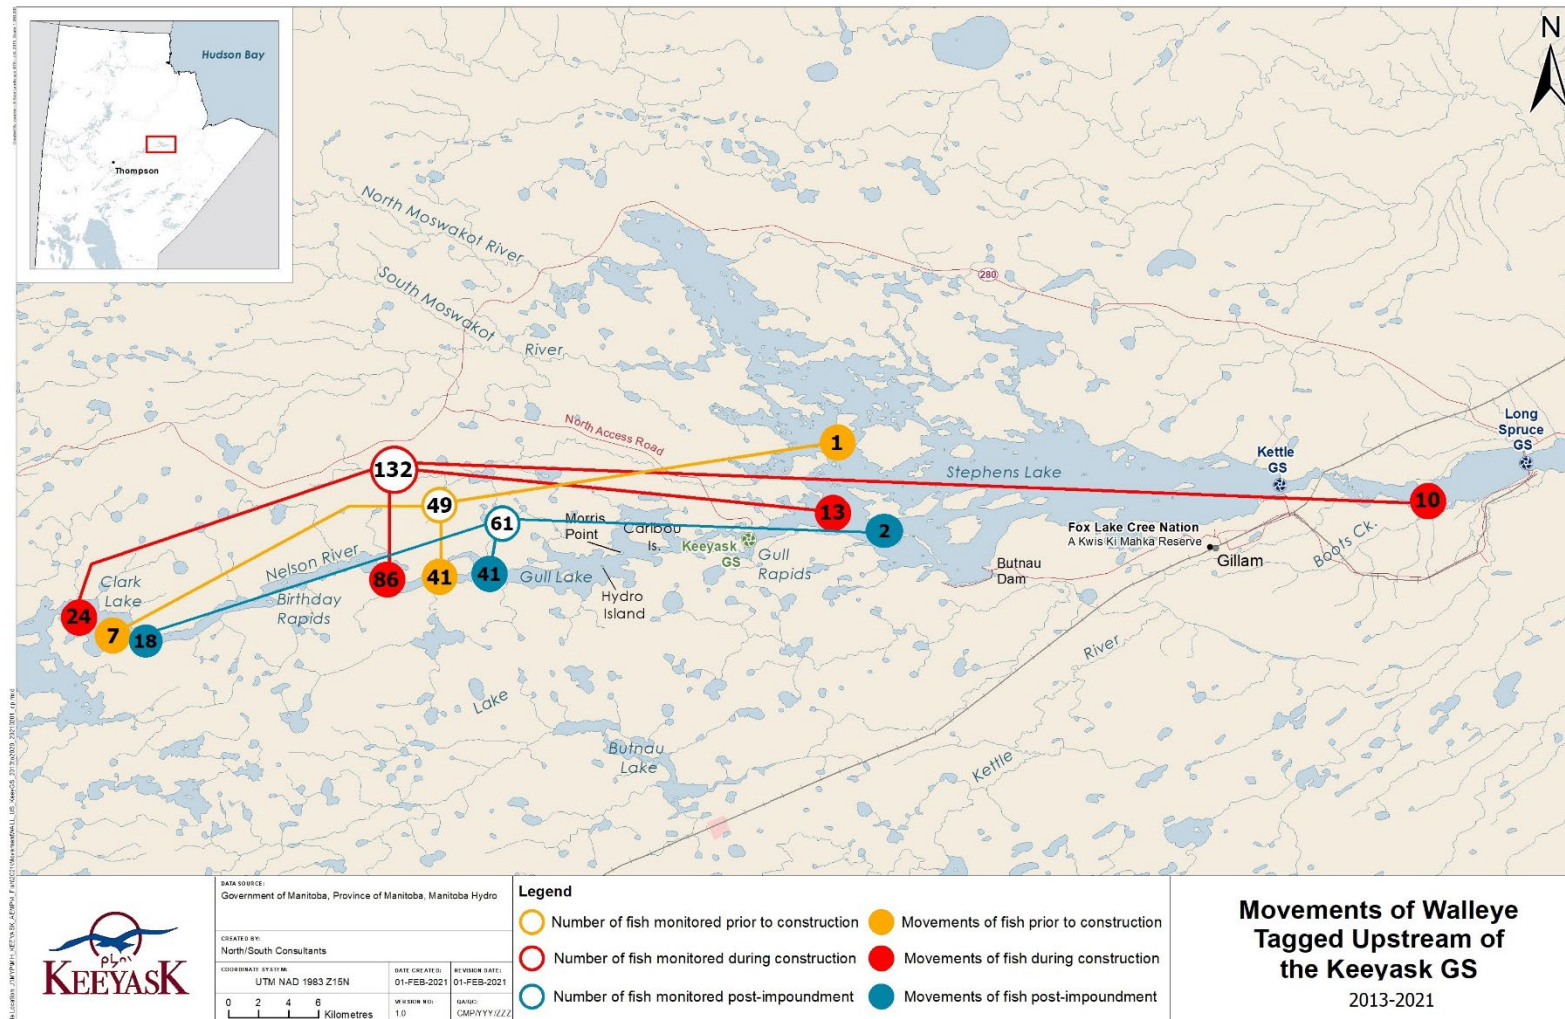 Hudson Bay
Thompson
N
North Moswakot River
South Moswakot
River
280
North Access Road
Stephens Lake
Long
Spruce
GS
Kettle
GS
132
49
61
1
13
2
10
86
41
41
24
7
18
Morris
Point
Caribou
Is.
Keeyask
GS
Gull
Rapids
Fox Lake Cree Nation
A Kwis Ki Mahka Reserve
Gillam
Boots Ck.
Butnau
Dam
Nelson River
Clark
Lake
Birthday
Rapids
Gull Lake
Hydro
Island
River
Lake
Butnau
Lake
Kettle
ᑭᔭᐢᐠ
KEEYASK
DATA SOURCE:
Government of Manitoba, Province of Manitoba, Manitoba Hydro
CREATED BY:
North/South Consultants
COORDINATE SYSTEM:
UTM NAD 1983 Z15N
DATE CREATED:
01-FEB-2021
REVISION DATE:
01-FEB-2021
0 2 4 6
Kilometres
VERSION NO:
1.0
QA/QC:
CMP/YYY/ZZZ
Legend
Number of fish monitored prior to construction
Number of fish monitored during construction
Number of fish monitored post-impoundment
Movements of fish prior to construction
Movements of fish during construction
Movements of fish post-impoundment
Movements of Walleye
Tagged Upstream of
the Keeyask GS
2013-2021